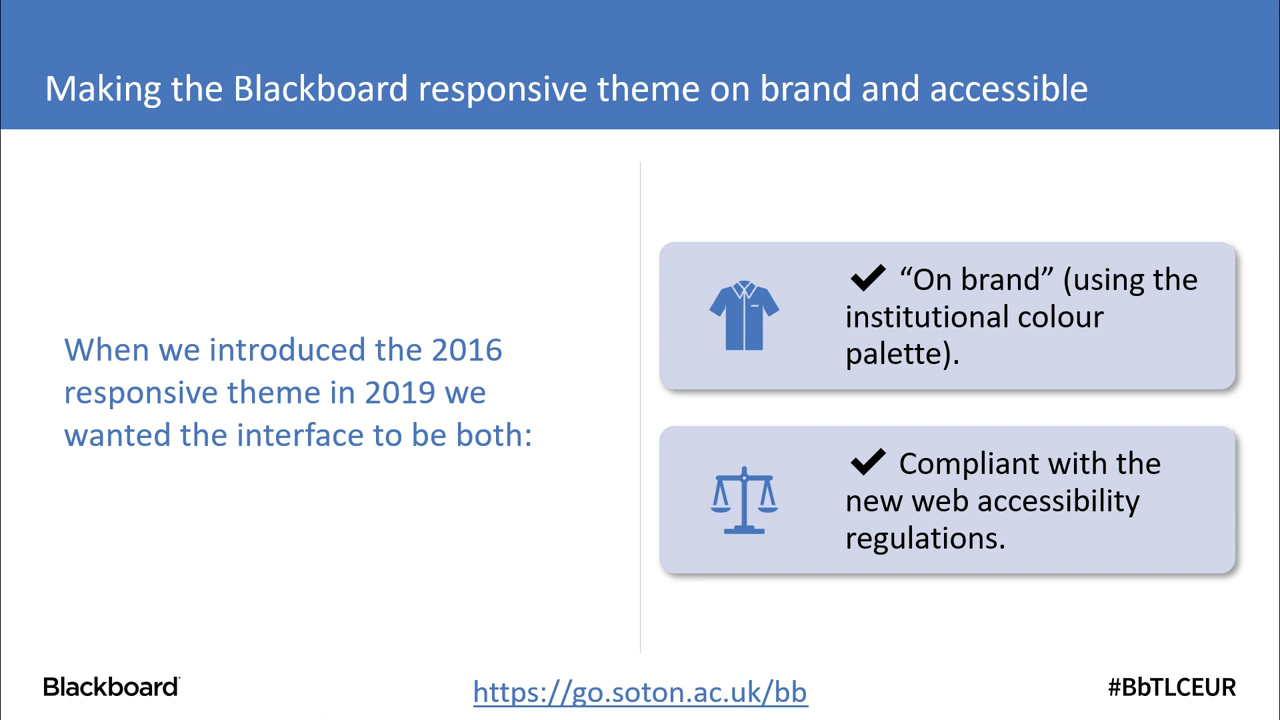 Making the Blackboard responsive theme on brand and accessible
When we introduced the 2016
responsive theme in 2019 we
wanted the interface to be both:
✔ “On brand” (using the
institutional colour
palette).
✔ Compliant with the
new web accessibility
regulations.
Blackboard
https://go.soton.ac.uk/bb
#BbTLCEUR